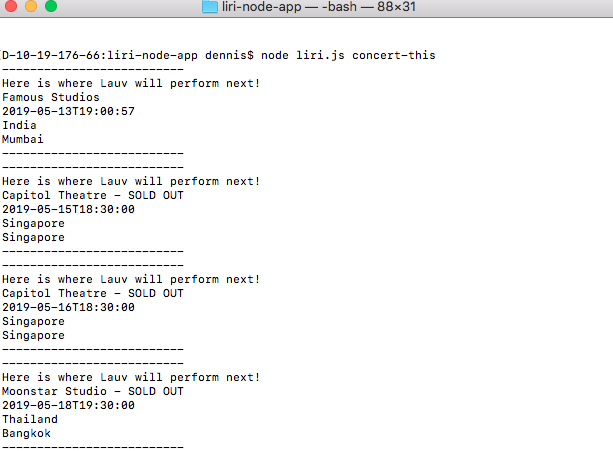 liri-node-app — -bash — 88×31
[D-10-19-176-66:liri-node-app dennis$ node liri.js concert-this
--------------------------
Here is where Lauv will perform next!
Famous Studios
2019-05-13T19:00:57
India
Mumbai
--------------------------
--------------------------
Here is where Lauv will perform next!
Capitol Theatre - SOLD OUT
2019-05-15T18:30:00
Singapore
Singapore
--------------------------
--------------------------
Here is where Lauv will perform next!
Capitol Theatre - SOLD OUT
2019-05-16T18:30:00
Singapore
Singapore
--------------------------
--------------------------
Here is where Lauv will perform next!
Moonstar Studio - SOLD OUT
2019-05-18T19:30:00
Thailand
Bangkok
--------------------------